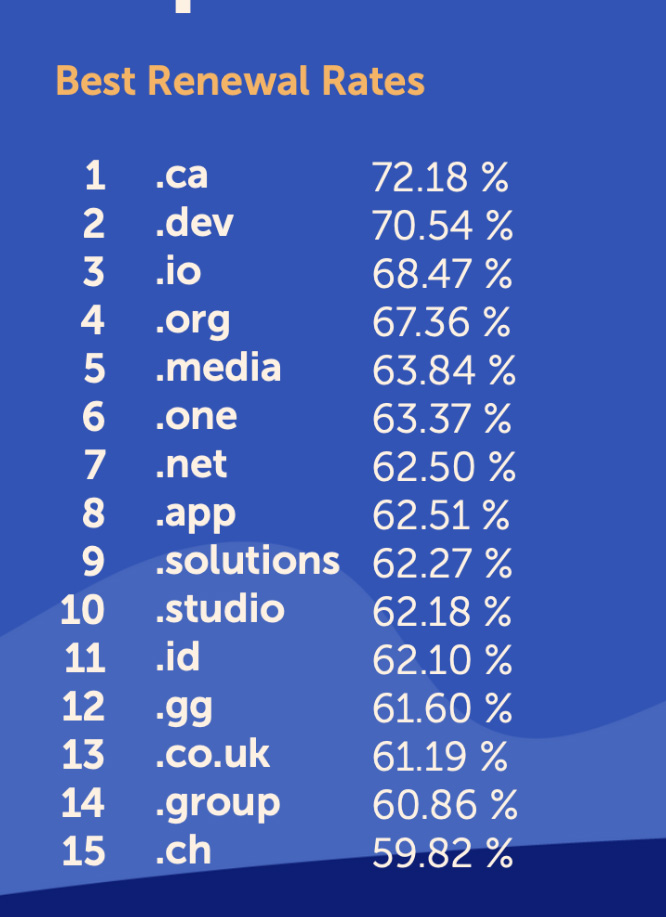 Best Renewal Rates
1 .ca 72.18 %
2 .dev 70.54 %
3 .io 68.47 %
4 .org 67.36 %
5 .media 63.84 %
6 .one 63.37 %
7 .net 62.50 %
8 .app 62.51 %
9 .solutions 62.27 %
10 .studio 62.18 %
11 .id 62.10 %
12 .gg 61.60 %
13 .co.uk 61.19 %
14 .group 60.86 %
15 .ch 59.82 %